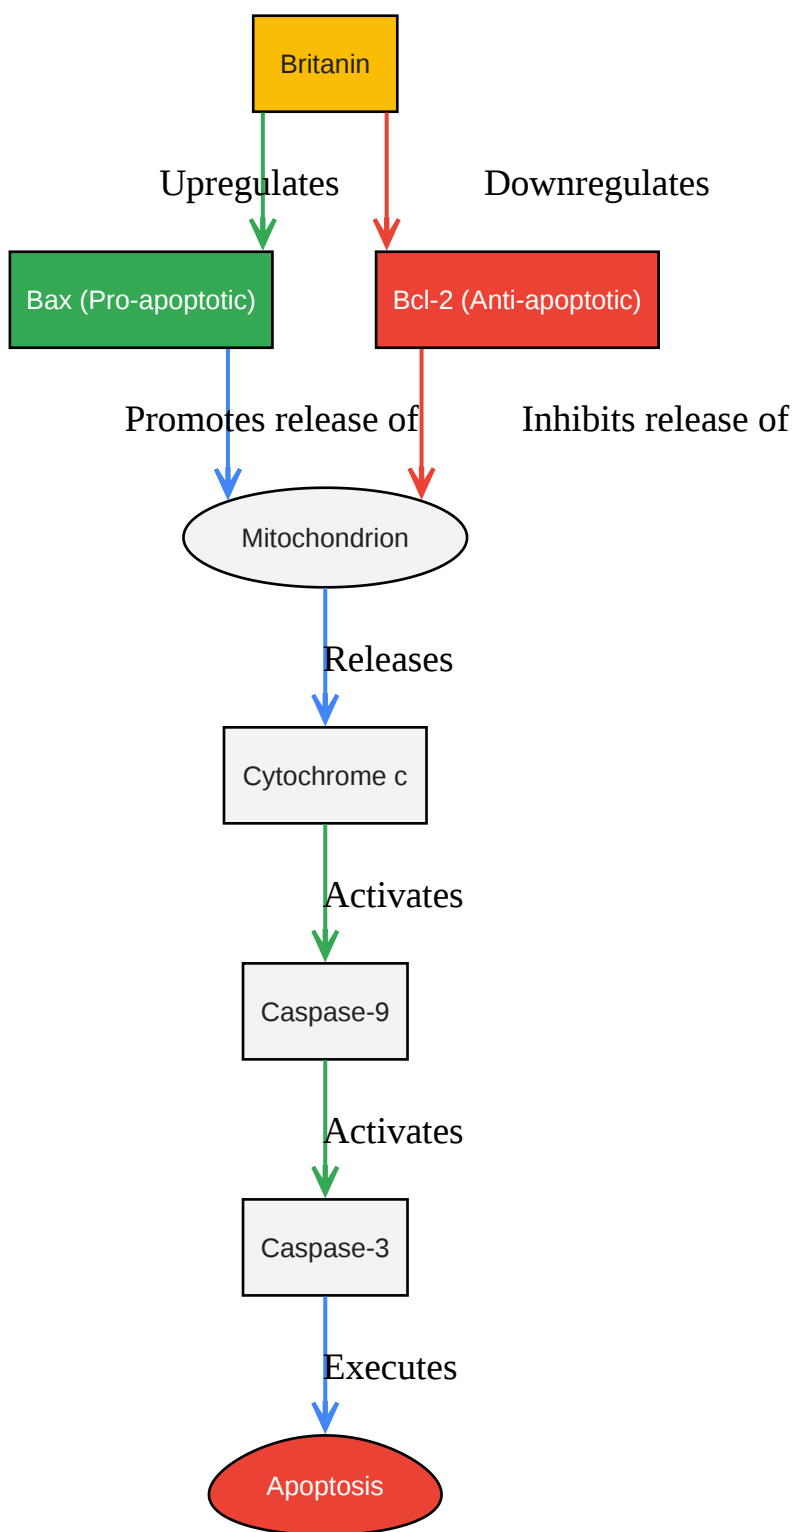 Britanin
Upregulates
Downregulates
Bax (Pro-apoptotic)
Bcl-2 (Anti-apoptotic)
Promotes release of
Inhibits release of
Mitochondrion
Releases
Cytochrome c
Activates
Caspase-9
Activates
Caspase-3
Executes
Apoptosis